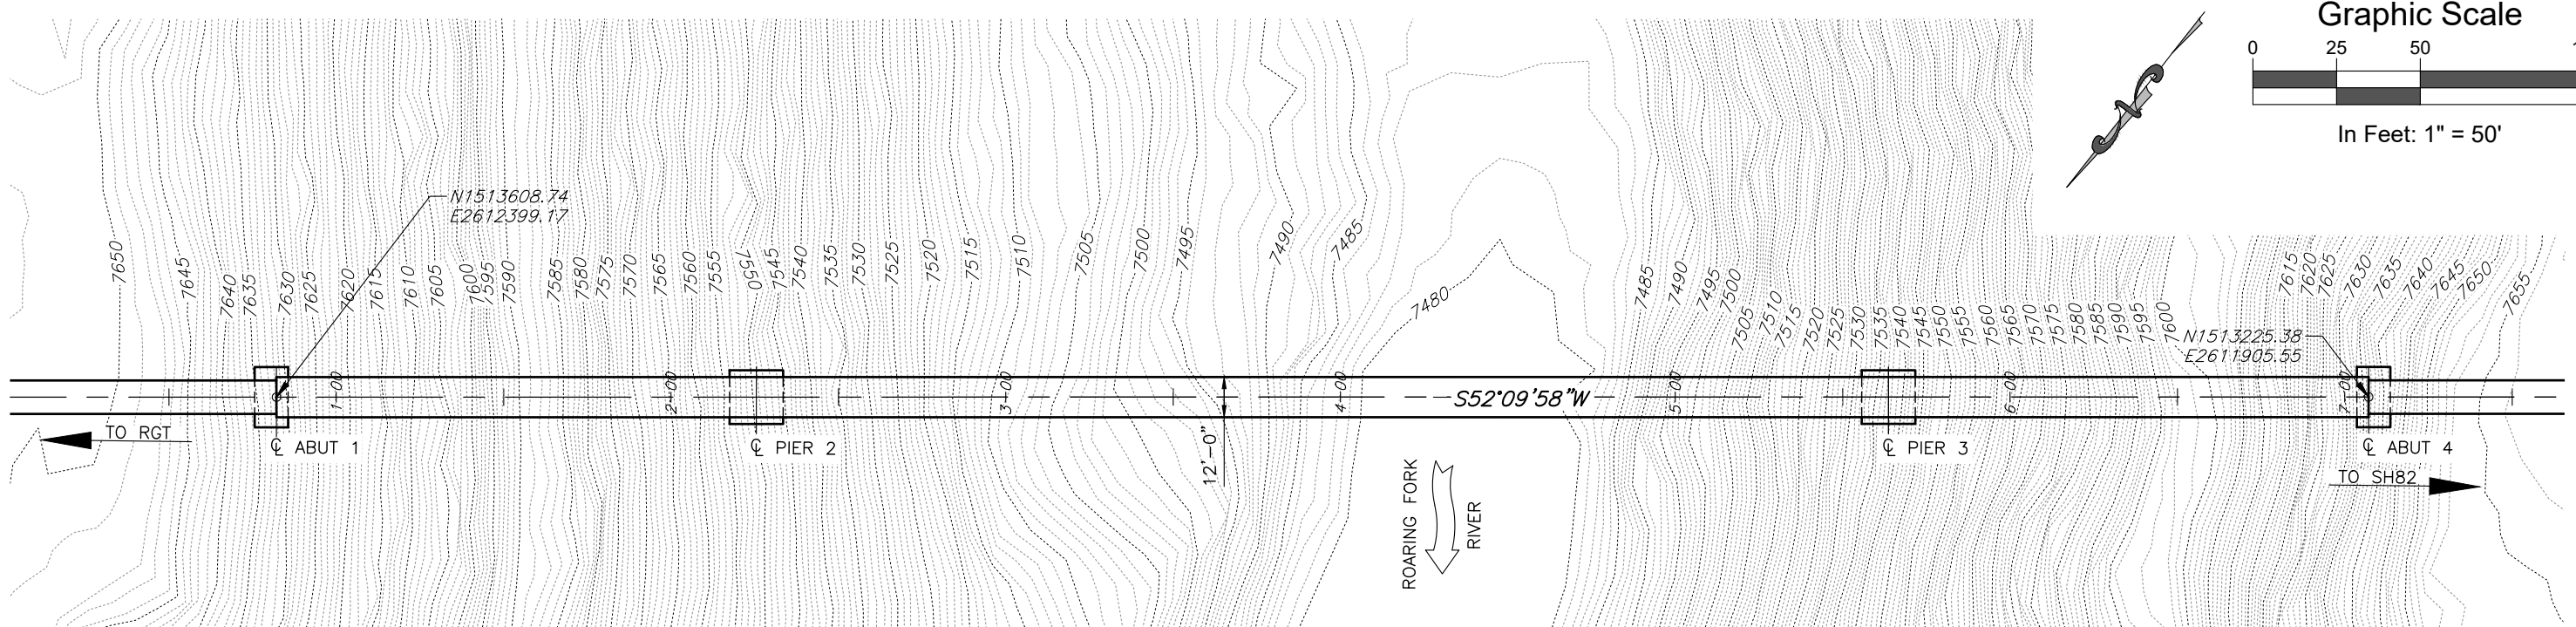 Graphic Scale
0 25 50 1
In Feet: 1" = 50'
N1513608.74
E2612399.17
7650 7645 7640 7635 7630 7625 7620 7615 7610 7605 7600 7595 7590 7585 7580 7575 7570 7565 7560 7555 7550 7545 7540 7535 7530 7525 7520 7515 7510 7505 7500 7495 7490 7485 7480
7485 7490 7495 7500 7505 7510 7515 7520 7525 7530 7535 7540 7545 7550 7555 7560 7565 7570 7575 7580 7585 7590 7595 7600
7615 7620 7625 7630 7635 7640 7645 7650 7655
N1513225.38
E2611905.55
1+00 2+00 3+00 4+00 S52°09'58"W 5+00 6+00 7+00
TO RGT
℄ ABUT 1
℄ PIER 2
12'-0"
ROARING FORK
RIVER
℄ PIER 3
℄ ABUT 4
TO SH82